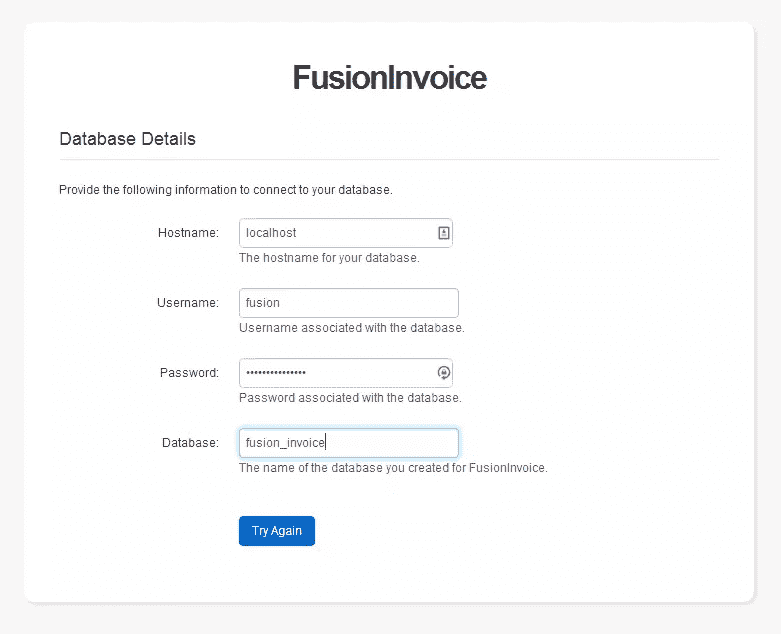 FusionInvoice
Database Details
Provide the following information to connect to your database.
Hostname: localhost
The hostname for your database.
Username: fusion
Username associated with the database.
Password: •••••••••••••••
Password associated with the database.
Database: fusion_invoice
The name of the database you created for FusionInvoice.
Try Again